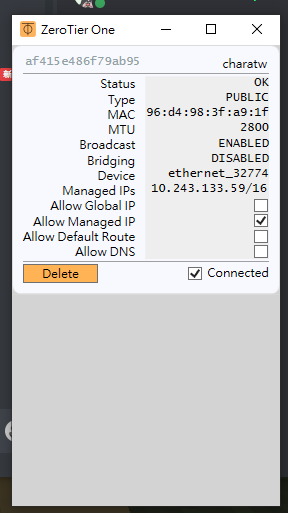 ZeroTier One
新
af415e486f79ab95 charatw
Status OK
Type PUBLIC
MAC 96:d4:98:3f:a9:1f
MTU 2800
Broadcast ENABLED
Bridging DISABLED
Device ethernet_32774
Managed IPs 10.243.133.59/16
Allow Global IP
Allow Managed IP
Allow Default Route
Allow DNS
Delete Connected